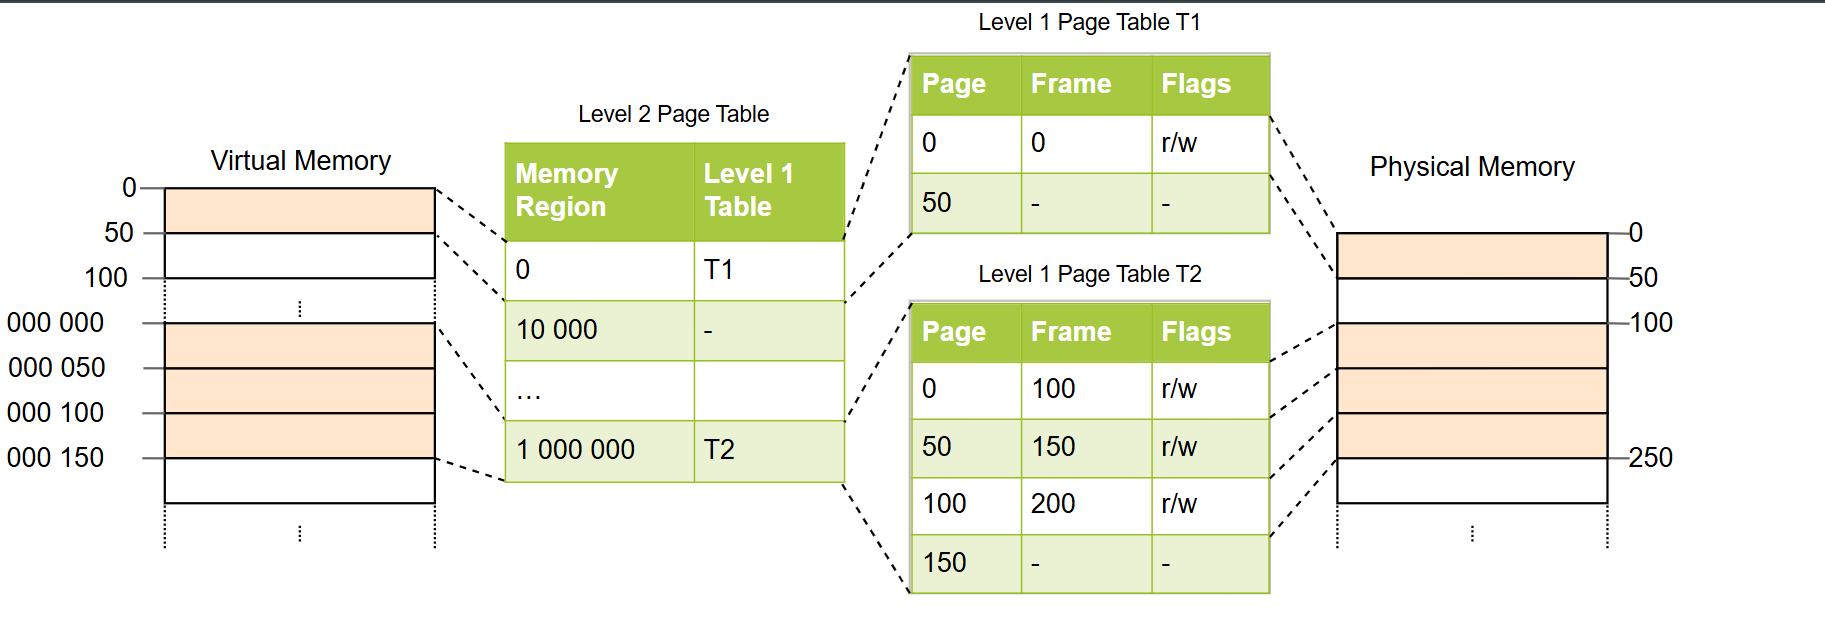 Level 1 Page Table T1
Page Frame Flags
0 0 r/w
50 - -
Level 2 Page Table
Memory Region Level 1 Table
0 T1
10 000 -
...
1 000 000 T2
Virtual Memory
0
50
100
000 000
000 050
000 100
000 150
Level 1 Page Table T2
Page Frame Flags
0 100 r/w
50 150 r/w
100 200 r/w
150 - -
Physical Memory
0
50
100
250